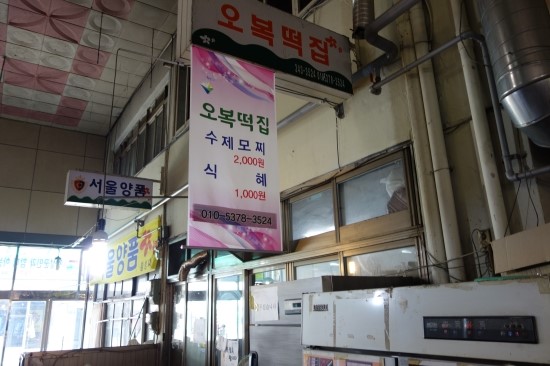 오복떡집
오복떡집
수제모찌
2,000원
식 혜
1,000원
010-5378-3524
서울양품
울양품